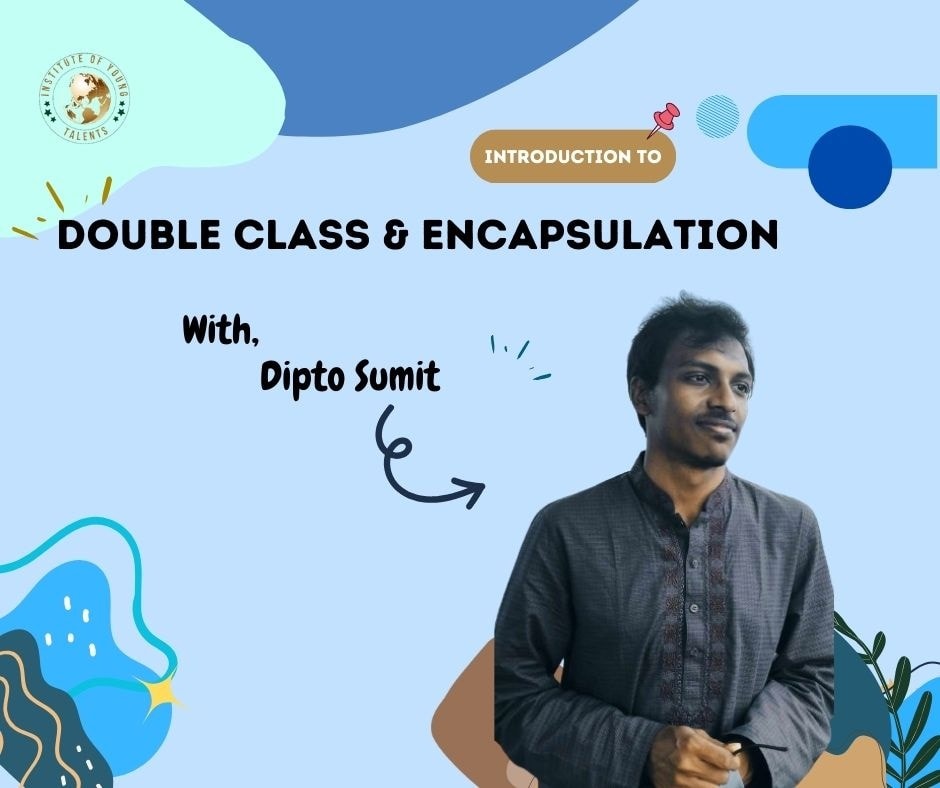 INSTITUTE OF YOUNG
TALENTS
INTRODUCTION TO
DOUBLE CLASS & ENCAPSULATION
With,
Dipto Sumit